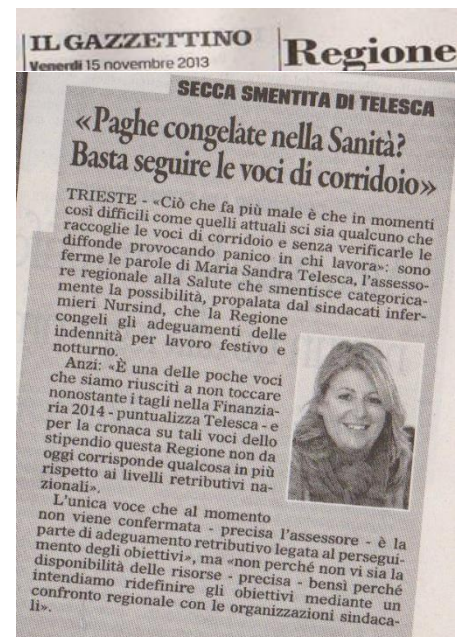 IL GAZZETTINO
Venerdì 15 novembre 2013
Regione
SECCA SMENTITA DI TELESCA
«Paghe congelate nella Sanità?
Basta seguire le voci di corridoio»
TRIESTE - «Ciò che fa più male è che in momenti
così difficili come quelli attuali sci sia qualcuno che
raccoglie le voci di corridoio e senza verificarle le
diffonde provocando panico in chi lavora»: sono
ferme le parole di Maria Sandra Telesca, l'assesso-
re regionale alla Salute che smentisce categorica-
mente la possibilità, propalata dal sindacati infer-
mieri Nursind, che la Regione
congeli gli adeguamenti delle
indennità per lavoro festivo e
notturno.
Anzi: «È una delle poche voci
che siamo riusciti a non toccare
nonostante i tagli nella Finanzia-
ria 2014 - puntualizza Telesca - e
per la cronaca su tali voci dello
stipendio questa Regione non da
oggi corrisponde qualcosa in più
rispetto ai livelli retributivi na-
zionali».
L'unica voce che al momento
non viene confermata - precisa l'assessore - è la
parte di adeguamento retributivo legata al persegui-
mento degli obiettivi», ma «non perché non vi sia la
disponibilità delle risorse - precisa - bensì perché
intendiamo ridefinire gli obiettivi mediante un
confronto regionale con le organizzazioni sindaca-
li».